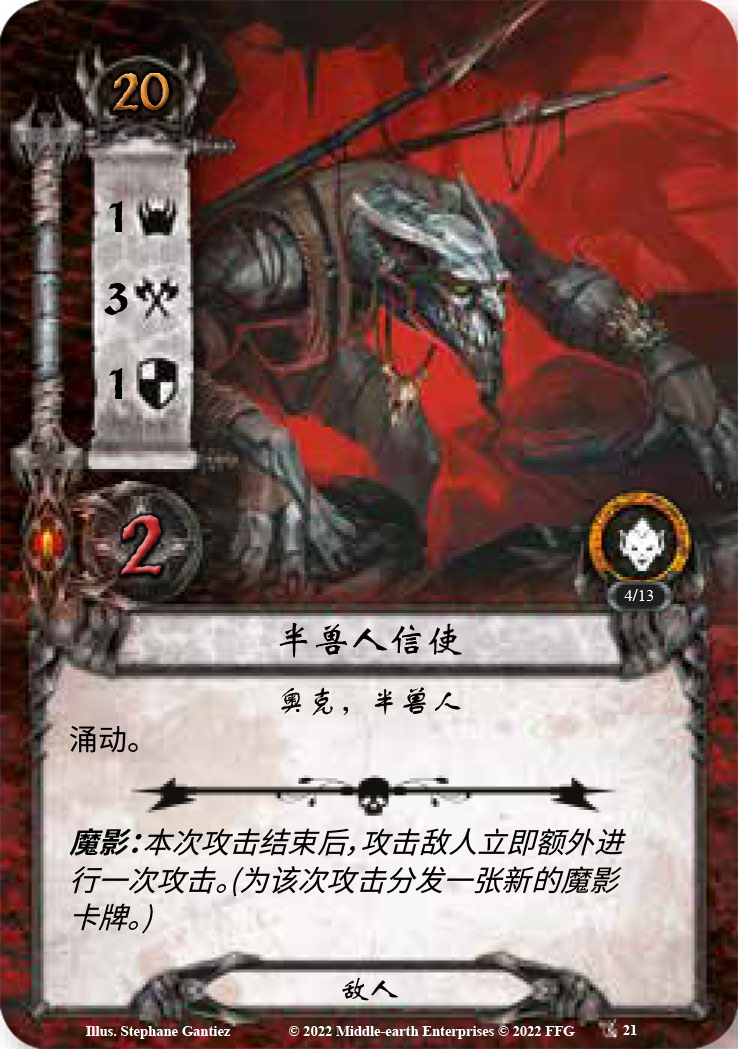 20
1
3
1
2
4/13
半兽人信使
奥克，半兽人
涌动。
魔影：本次攻击结束后，攻击敌人立即额外进
行一次攻击。(为该次攻击分发一张新的魔影
卡牌。)
敌人
Illus. Stephane Gantiez © 2022 Middle-earth Enterprises © 2022 FFG 21